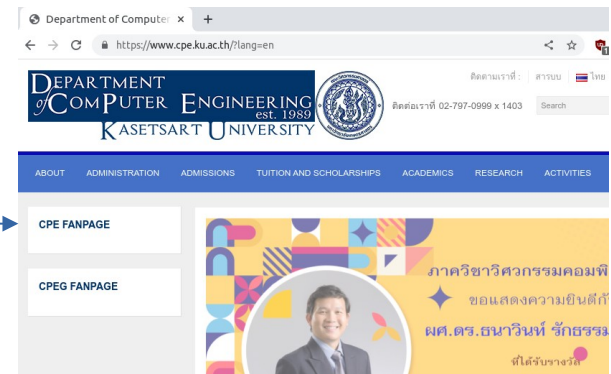 Department of Computer
https://www.cpe.ku.ac.th/?lang=en
ติดตามเราที่ : สารบบ ไทย
DEPARTMENT
of COMPUTER ENGINEERING
est. 1989
KASETSART UNIVERSITY
ติดต่อเราที่ 02-797-0999 x 1403 Search
ABOUT ADMINISTRATION ADMISSIONS TUITION AND SCHOLARSHIPS ACADEMICS RESEARCH ACTIVITIES
CPE FANPAGE
CPEG FANPAGE
ภาควิชาวิศวกรรมคอมพิ
ขอแสดงความยินดีกั
ผศ.ดร.ธนาวินท์ รักธรรม
ที่ได้รับรางวัล